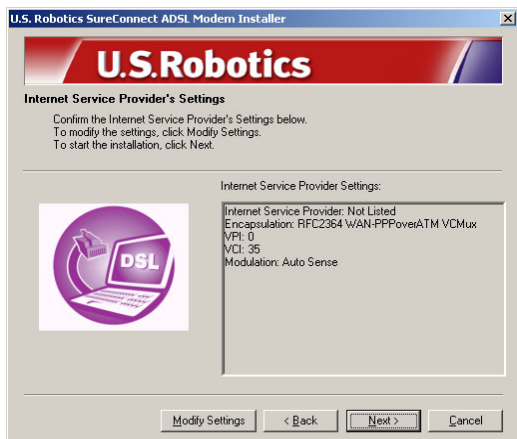 U.S. Robotics SureConnect ADSL Modem Installer
U.S.Robotics
Internet Service Provider's Settings
Confirm the Internet Service Provider's Settings below.
To modify the settings, click Modify Settings.
To start the installation, click Next.
Internet Service Provider Settings:
Internet Service Provider: Not Listed
Encapsulation: RFC2364 WAN-PPPoverATM VCMux
VPI: 0
VCI: 35
Modulation: Auto Sense
DSL
Modify Settings
< Back
Next >
Cancel